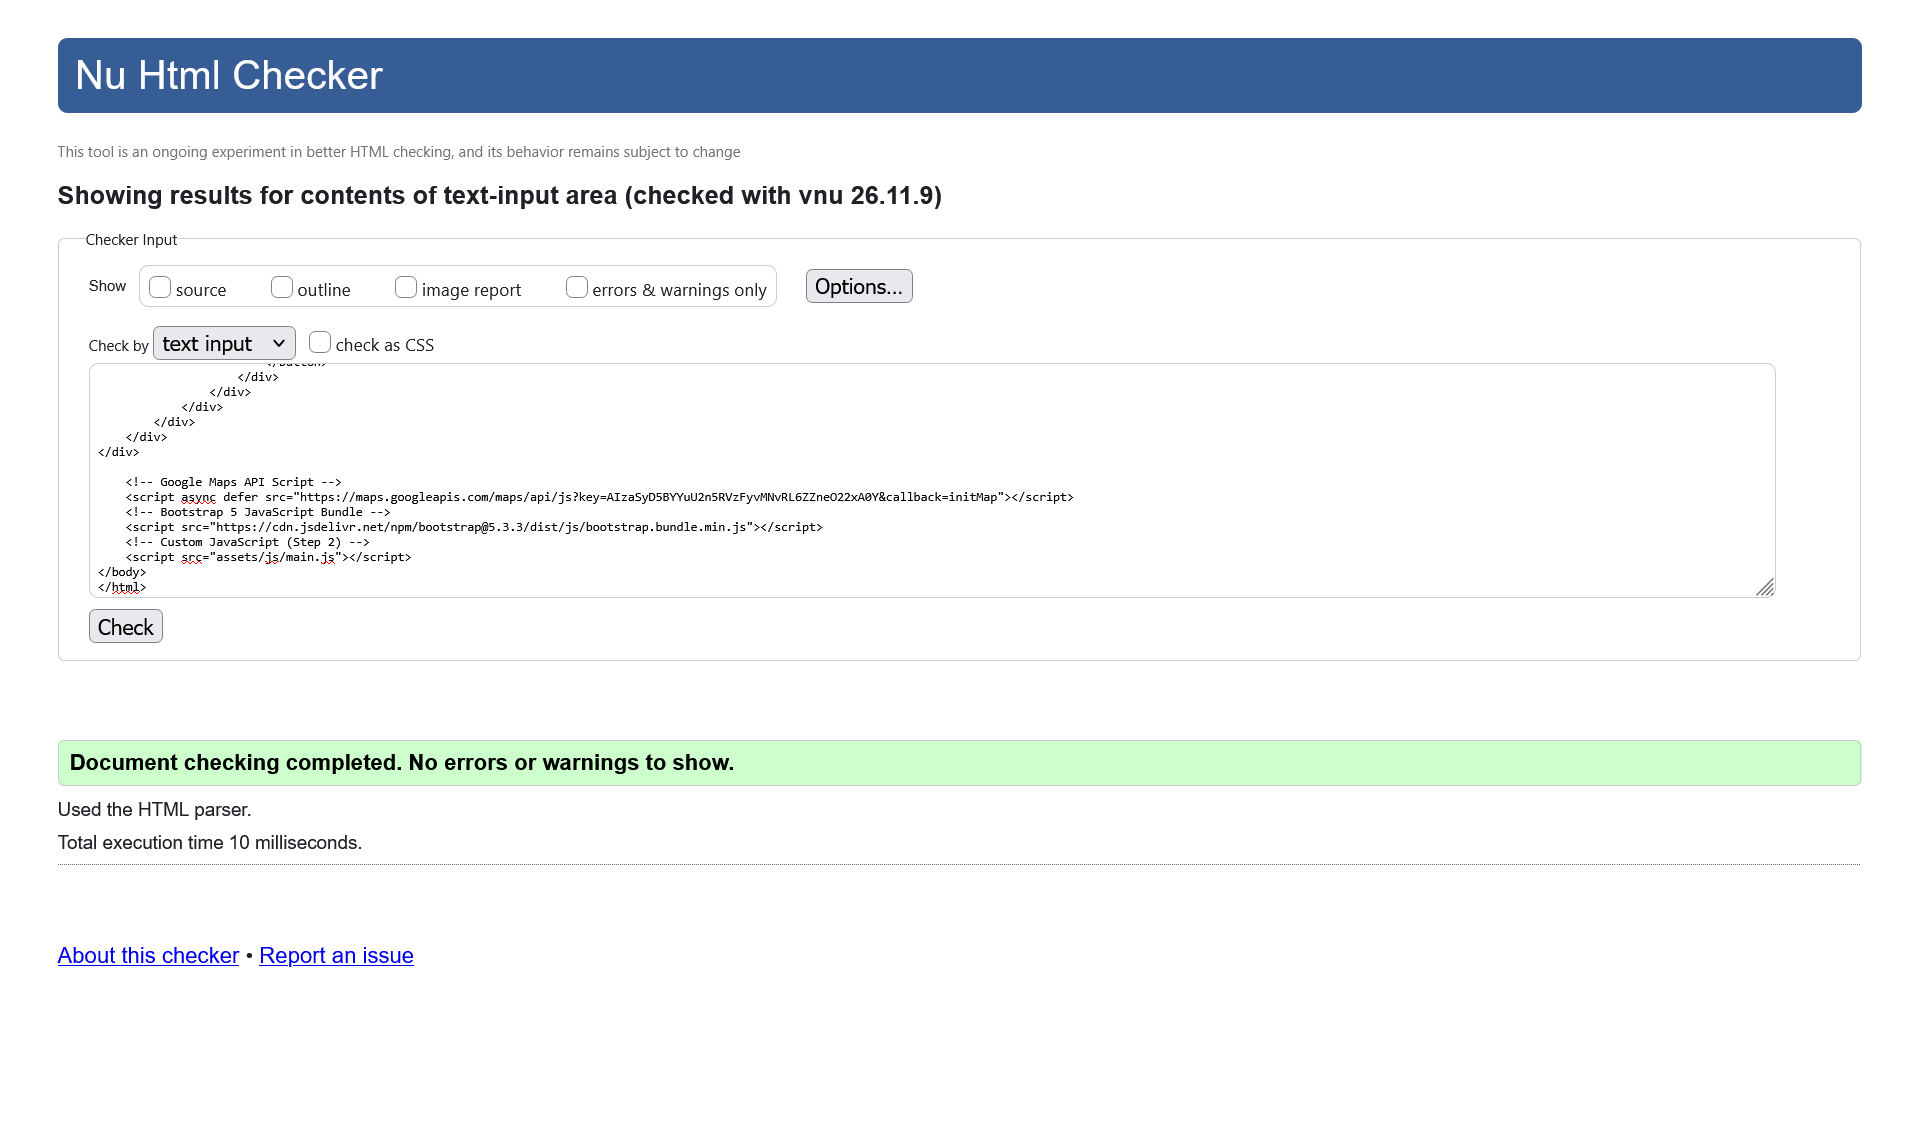 Nu Html Checker
This tool is an ongoing experiment in better HTML checking, and its behavior remains subject to change
Showing results for contents of text-input area (checked with vnu 26.11.9)
Checker Input
Show source outline image report errors & warnings only Options...
Check by text input check as CSS
</button>
</div>
</div>
</div>
</div>
</div>
</div>
<!-- Google Maps API Script -->
<script async defer src="https://maps.googleapis.com/maps/api/js?key=AIzaSyD5BYYuU2n5RVzFyvMNvRL6ZZneO22xA0Y&callback=initMap"></script>
<!-- Bootstrap 5 JavaScript Bundle -->
<script src="https://cdn.jsdelivr.net/npm/bootstrap@5.3.3/dist/js/bootstrap.bundle.min.js"></script>
<!-- Custom JavaScript (Step 2) -->
<script src="assets/js/main.js"></script>
</body>
</html>
Check
Document checking completed. No errors or warnings to show.
Used the HTML parser.
Total execution time 10 milliseconds.
About this checker • Report an issue